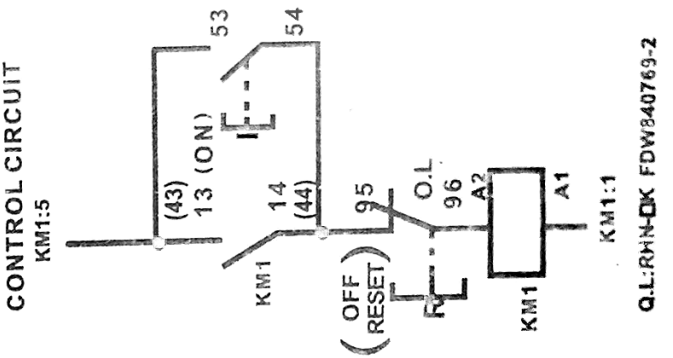 CONTROL CIRCUIT
KM1:5
53
54
(43)
13 (ON)
I
14
(44)
KM1
95
O.L
96
(OFF
RESET)
R
A2
KM1
A1
KM1:1
O.L:RHN-DK FDW840769-2